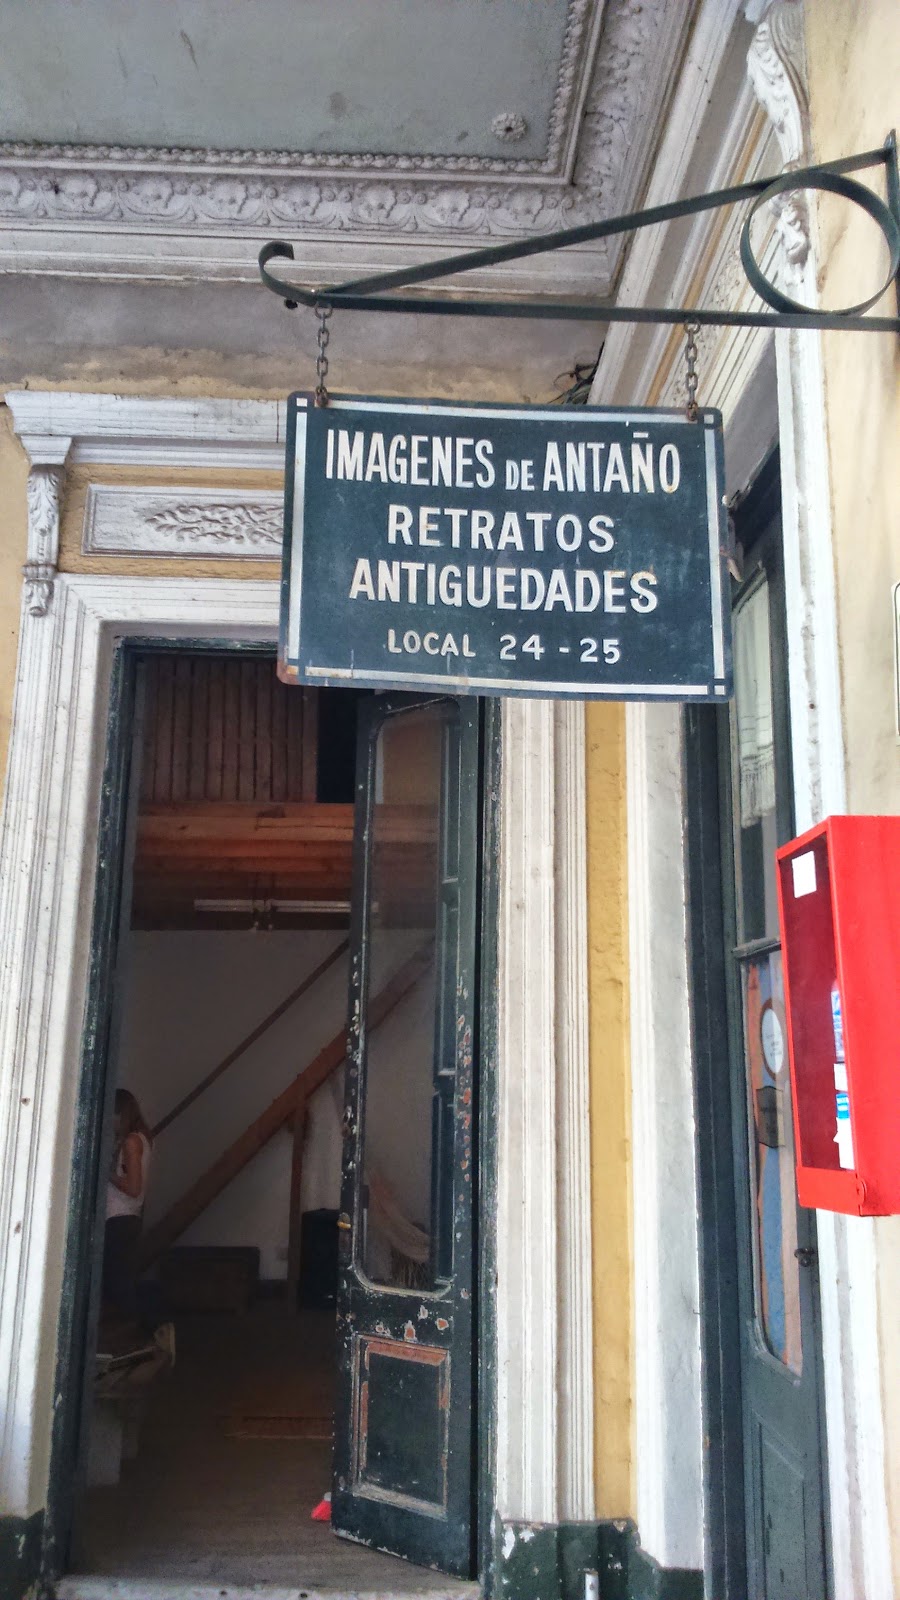 IMAGENES DE ANTAÑO
RETRATOS
ANTIGUEDADES
LOCAL 24 - 25